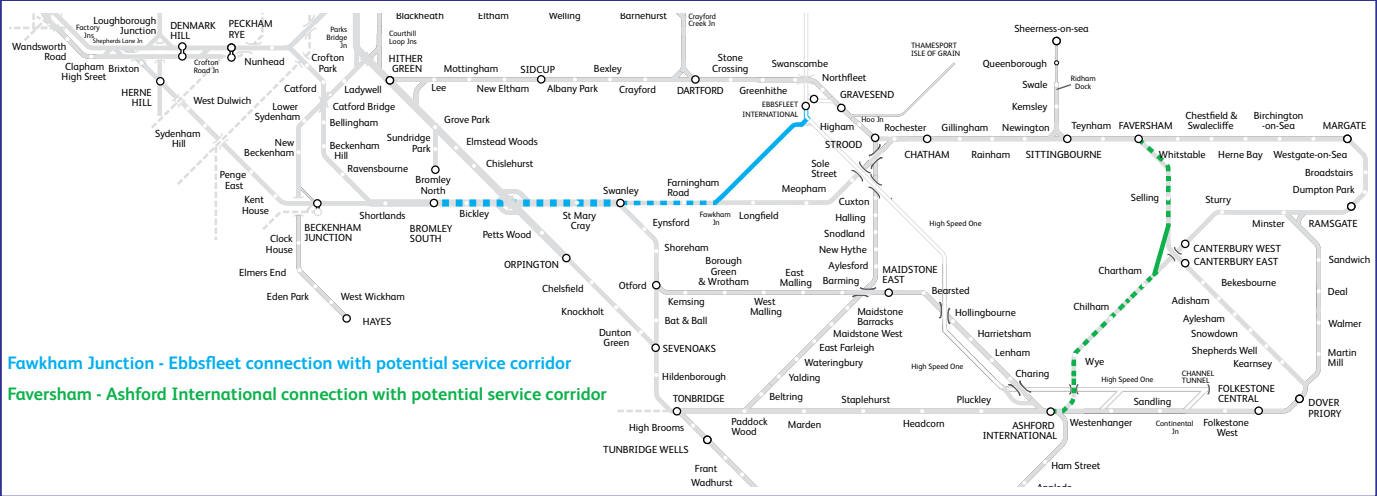 Blackheath
Eltham
Welling
Barnehurst
Crayford
Creek Jn
Loughborough
Junction
Factory
Jns
Shepherds Lane Jn
DENMARK
HILL
PECKHAM
RYE
Parks
Bridge
Jn
Courthill
Loop Jns
Wandsworth
Road
Clapham
High Sreet
Brixton
Crofton
Road Jn
Nunhead
Crofton
Park
HITHER
GREEN
Mottingham
SIDCUP
Bexley
Stone
Crossing
Swanscombe
Northfleet
THAMESPORT
ISLE OF GRAIN
Sheerness-on-sea
Queenborough
Swale
Ridham
Dock
Kemsley
HERNE
HILL
West Dulwich
Catford
Ladywell
Lee
New Eltham
Albany Park
Crayford
DARTFORD
Greenhithe
GRAVESEND
EBBSFLEET
INTERNATIONAL
Lower
Sydenham
Catford Bridge
Bellingham
Grove Park
Higham
Hoo Jn
STROOD
Rochester
Gillingham
Newington
Teynham
FAVERSHAM
Chestfield &
Swalecliffe
Birchington
-on-Sea
MARGATE
Sydenham
Hill
New
Beckenham
Beckenham
Hill
Sundridge
Park
Elmstead Woods
CHATHAM
Rainham
SITTINGBOURNE
Whitstable
Herne Bay
Westgate-on-Sea
Broadstairs
Dumpton Park
Penge
East
Ravensbourne
Bromley
North
Chislehurst
Sole
Street
Kent
House
Swanley
Farningham
Road
Meopham
Cuxton
Selling
Sturry
Shortlands
Bickley
St Mary
Cray
Fawkham
Jn
Longfield
Halling
Minster
RAMSGATE
BECKENHAM
JUNCTION
BROMLEY
SOUTH
Petts Wood
Eynsford
High Speed One
Snodland
Clock
House
Shoreham
New Hythe
CANTERBURY WEST
CANTERBURY EAST
Sandwich
ORPINGTON
Borough
Green
& Wrotham
East
Malling
Aylesford
Barming
MAIDSTONE
EAST
Chartham
Bekesbourne
Elmers End
Otford
Kemsing
West
Malling
Bearsted
Deal
Eden Park
West Wickham
Chelsfield
Adisham
HAYES
Knockholt
Bat & Ball
Maidstone
Barracks
Hollingbourne
Chilham
Aylesham
Walmer
Dunton
Green
Maidstone West
Harrietsham
Snowdown
SEVENOAKS
East Farleigh
Lenham
Shepherds Well
Martin
Mill
Fawkham Junction - Ebbsfleet connection with potential service corridor
Wateringbury
High Speed One
Charing
Wye
Kearnsey
Hildenborough
Yalding
High Speed One
CHANNEL
TUNNEL
Faversham - Ashford International connection with potential service corridor
TONBRIDGE
Beltring
Staplehurst
Pluckley
Sandling
FOLKESTONE
CENTRAL
DOVER
PRIORY
High Brooms
Paddock
Wood
Marden
Headcorn
ASHFORD
INTERNATIONAL
Westenhanger
Continental
Jn
Folkestone
West
TUNBRIDGE WELLS
Frant
Wadhurst
Ham Street